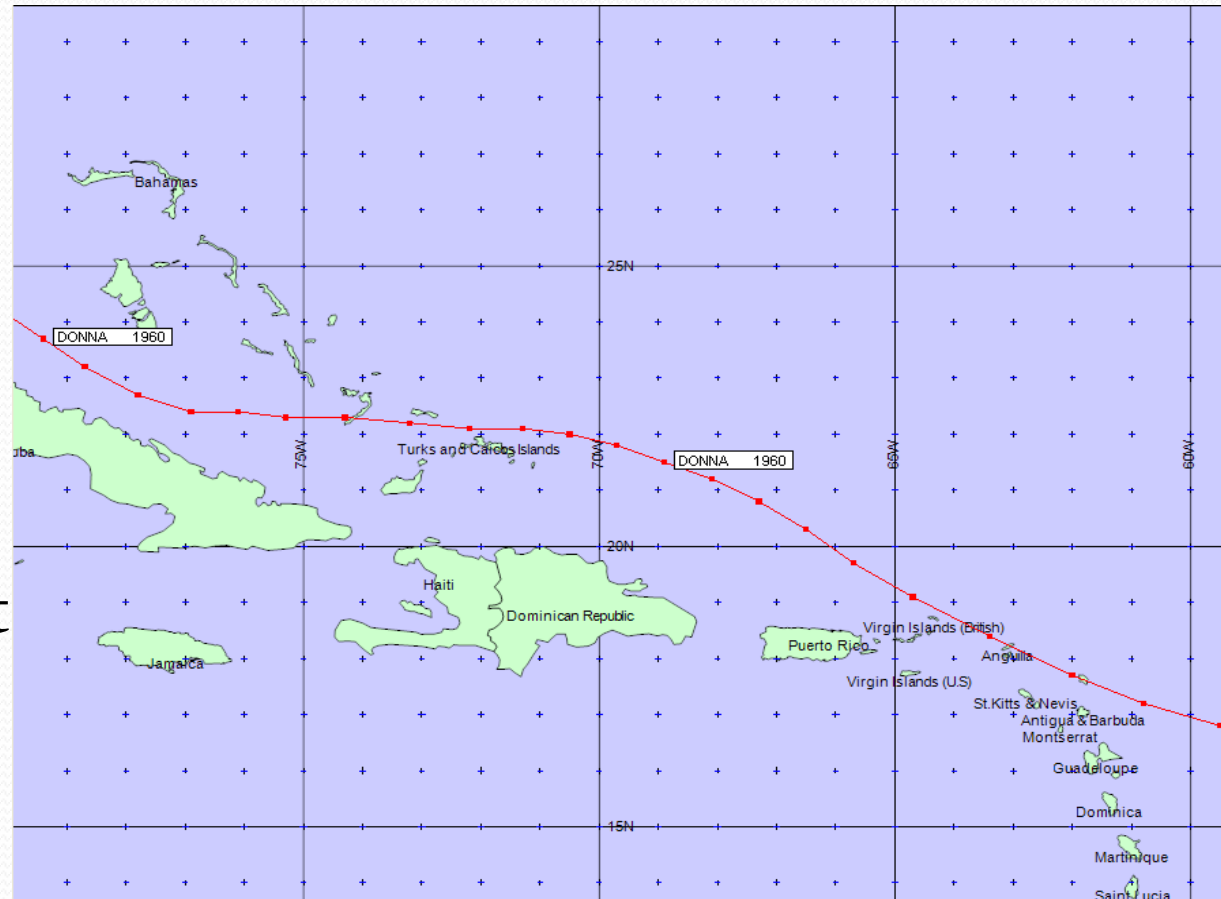 Bahamas
25N
DONNA 1960
75W
70W
65W
60W
uba
Turks and Caicos Islands
DONNA 1960
20N
Haiti
Dominican Republic
t
Virgin Islands (British)
Puerto Rico
Anguilla
Jamaica
Virgin Islands (U.S)
St.Kitts & Nevis
Antigua & Barbuda
Montserrat
Guadeloupe
Dominica
15N
Martinique
Saint Lucia